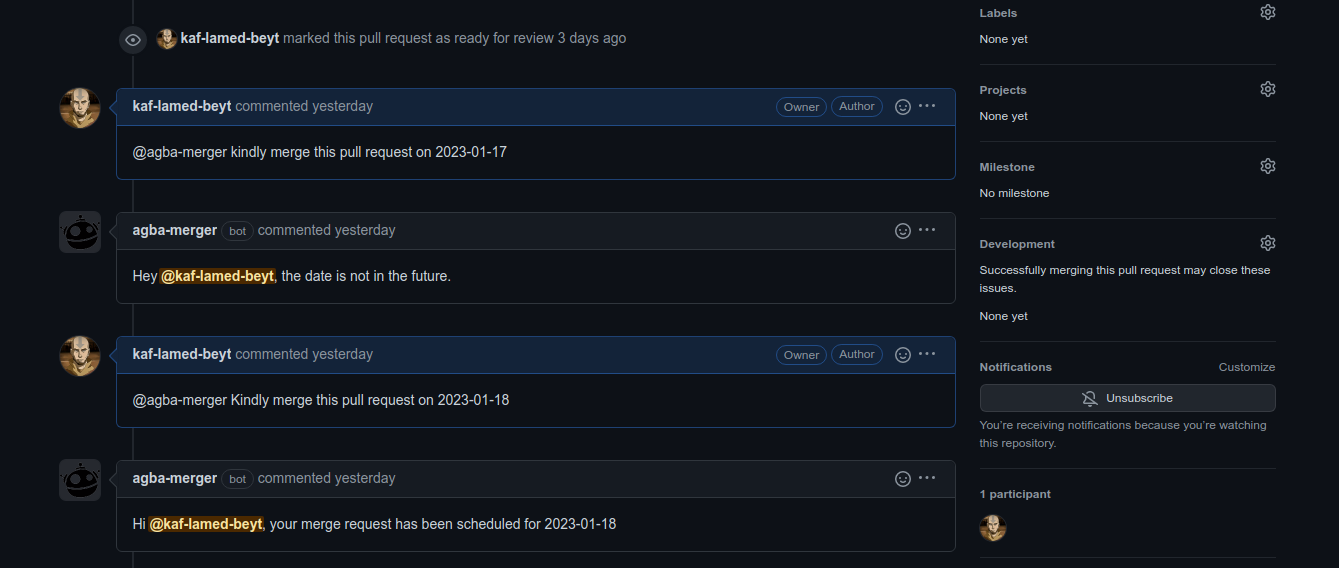 kaf-lamed-beyt marked this pull request as ready for review 3 days ago
kaf-lamed-beyt commented yesterday
Owner
Author
@agba-merger kindly merge this pull request on 2023-01-17
agba-merger bot commented yesterday
Hey @kaf-lamed-beyt, the date is not in the future.
kaf-lamed-beyt commented yesterday
Owner
Author
@agba-merger Kindly merge this pull request on 2023-01-18
agba-merger bot commented yesterday
Hi @kaf-lamed-beyt, your merge request has been scheduled for 2023-01-18
Labels
None yet
Projects
None yet
Milestone
No milestone
Development
Successfully merging this pull request may close these
issues.
None yet
Notifications
Customize
Unsubscribe
You're receiving notifications because you're watching
this repository.
1 participant